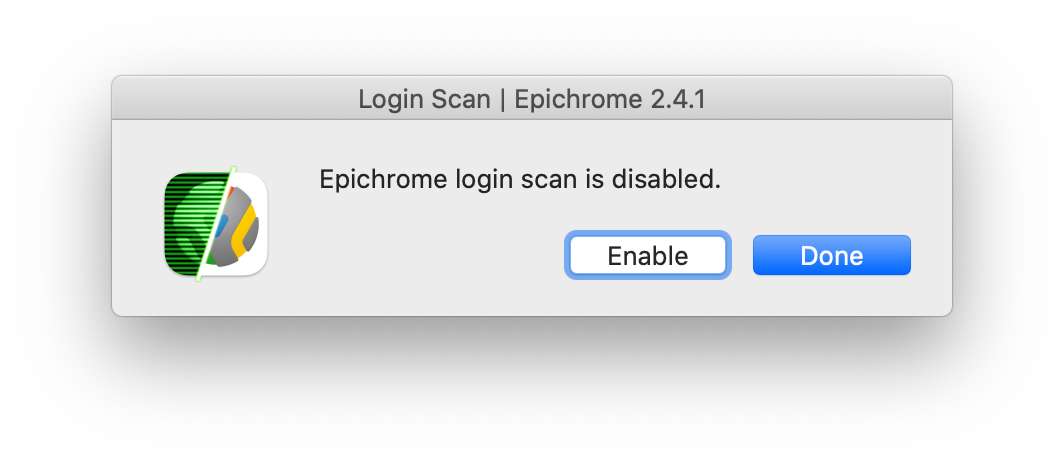 Login Scan | Epichrome 2.4.1
Epichrome login scan is disabled.
Enable
Done